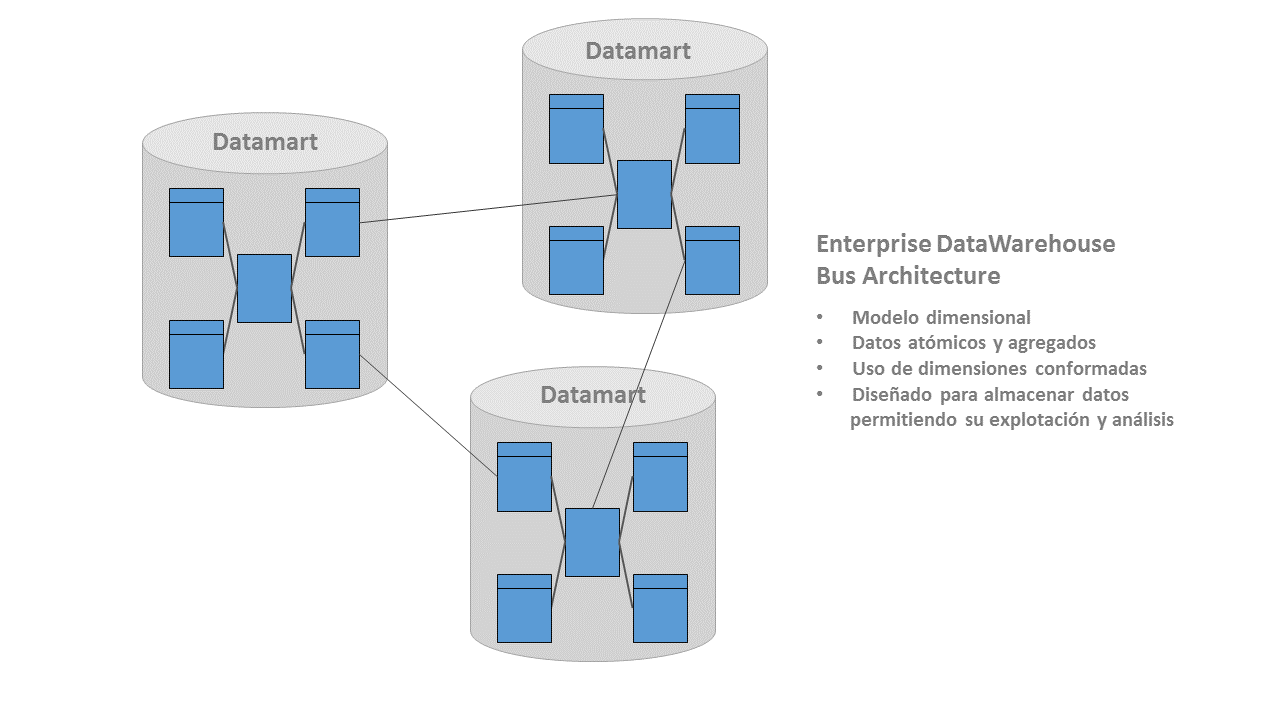 Datamart
Datamart
Datamart
Enterprise DataWarehouse
Bus Architecture
• Modelo dimensional
• Datos atómicos y agregados
• Uso de dimensiones conformadas
• Diseñado para almacenar datos
permitiendo su explotación y análisis